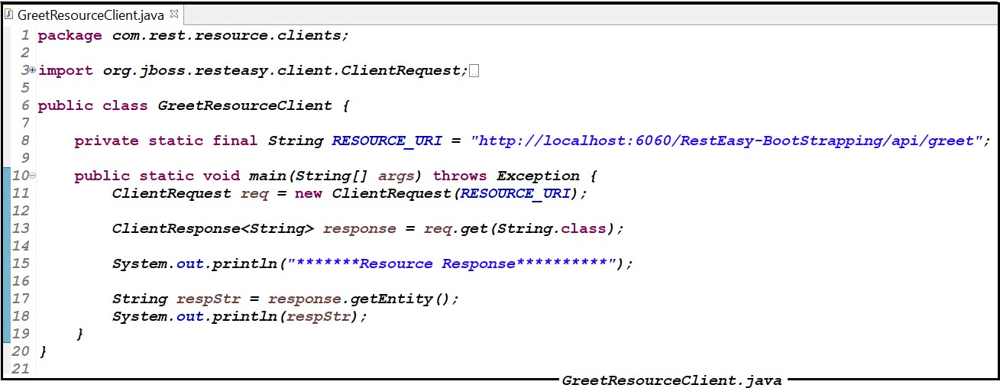 GreetResourceClient.java
1 package com.rest.resource.clients;
2
3 import org.jboss.resteasy.client.ClientRequest;
5
6 public class GreetResourceClient {
7
8     private static final String RESOURCE_URI = "http://localhost:6060/RestEasy-BootStrapping/api/greet";
9
10     public static void main(String[] args) throws Exception {
11         ClientRequest req = new ClientRequest(RESOURCE_URI);
12
13         ClientResponse<String> response = req.get(String.class);
14
15         System.out.println("*******Resource Response**********");
16
17         String respStr = response.getEntity();
18         System.out.println(respStr);
19     }
20 }
21
GreetResourceClient.java